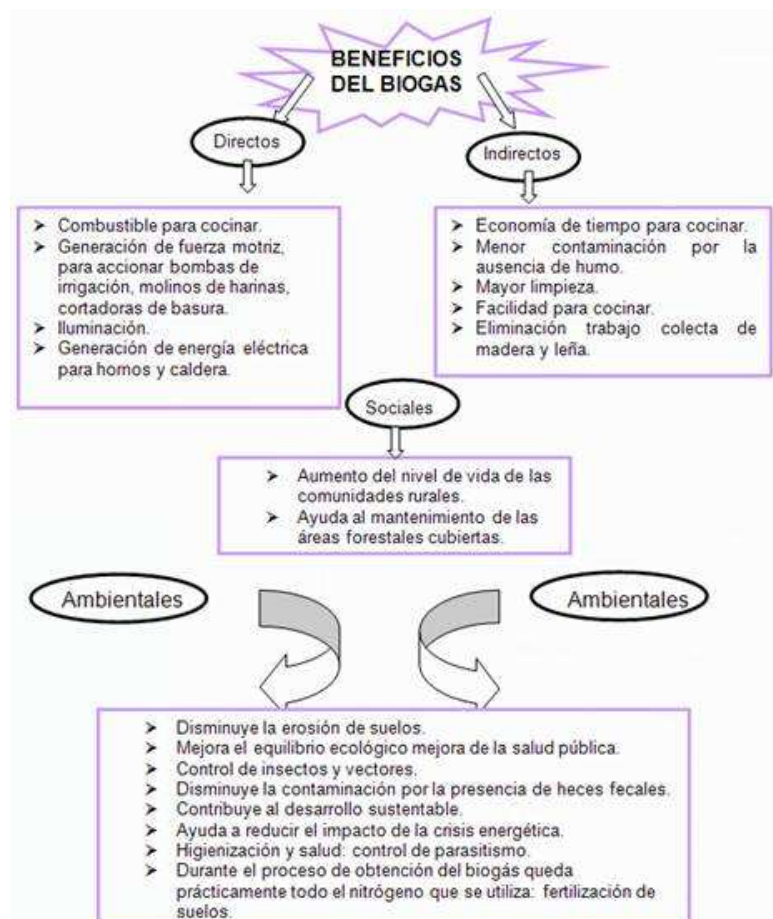 BENEFICIOS
DEL BIOGAS
Directos
➤ Combustible para cocinar.
➤ Generación de fuerza motriz,
para accionar bombas de
irrigación, molinos de harinas,
cortadoras de basura.
➤ Iluminación.
➤ Generación de energía eléctrica
para hornos y caldera.
Indirectos
➤ Economía de tiempo para cocinar.
➤ Menor contaminación por la
ausencia de humo.
➤ Mayor limpieza.
➤ Facilidad para cocinar.
➤ Eliminación trabajo colecta de
madera y leña.
Sociales
➤ Aumento del nivel de vida de las
comunidades rurales.
➤ Ayuda al mantenimiento de las
áreas forestales cubiertas.
Ambientales
Ambientales
➤ Disminuye la erosión de suelos.
➤ Mejora el equilibrio ecológico mejora de la salud pública.
➤ Control de insectos y vectores.
➤ Disminuye la contaminación por la presencia de heces fecales.
➤ Contribuye al desarrollo sustentable.
➤ Ayuda a reducir el impacto de la crisis energética.
➤ Higienización y salud: control de parasitismo.
➤ Durante el proceso de obtención del biogás queda
prácticamente todo el nitrógeno que se utiliza: fertilización de
suelos.